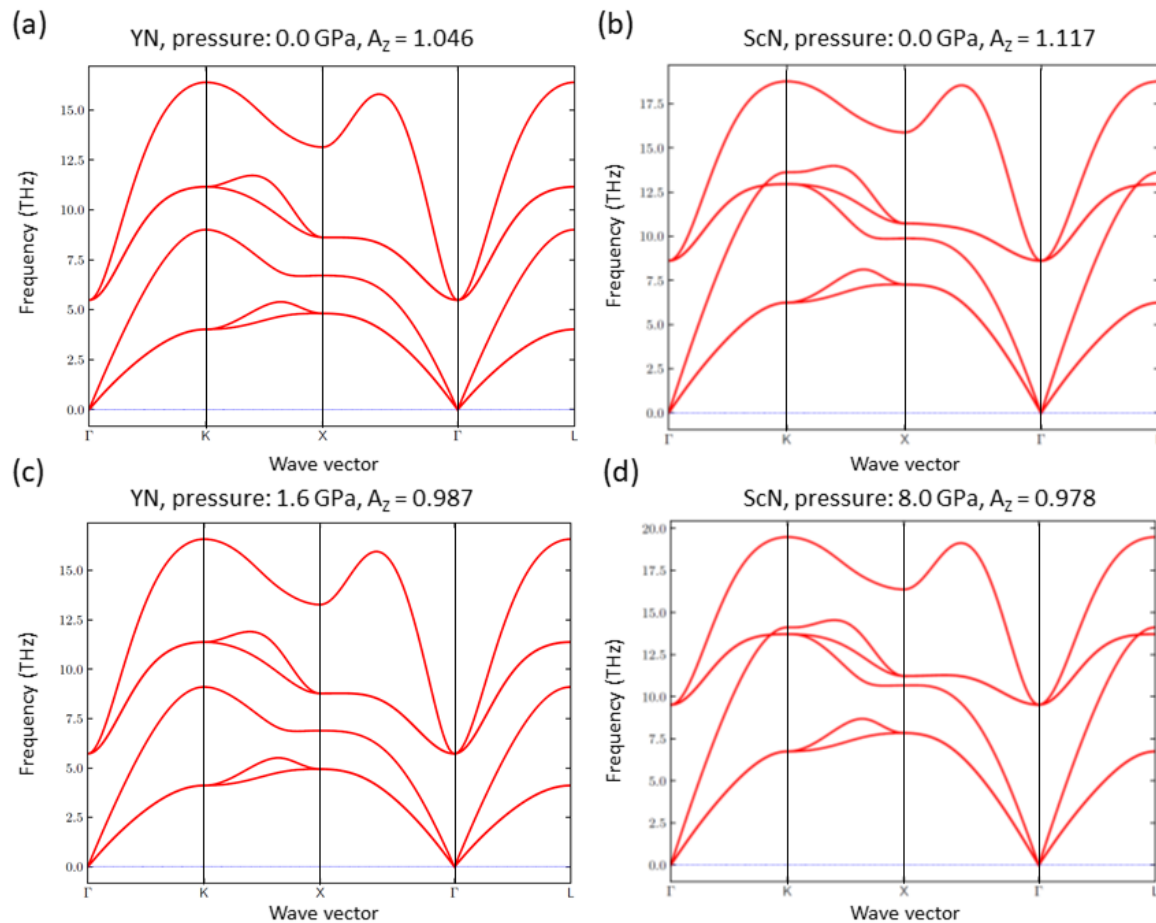 (a)
YN, pressure: 0.0 GPa, A_Z = 1.046
Frequency (THz)
15.0
12.5
10.0
7.5
5.0
2.5
0.0
Γ K X Γ L
Wave vector
(b)
ScN, pressure: 0.0 GPa, A_Z = 1.117
Frequency (THz)
17.5
15.0
12.5
10.0
7.5
5.0
2.5
0.0
Γ K X Γ
Wave vector
(c)
YN, pressure: 1.6 GPa, A_Z = 0.987
Frequency (THz)
15.0
12.5
10.0
7.5
5.0
2.5
0.0
Γ K X Γ L
Wave vector
(d)
ScN, pressure: 8.0 GPa, A_Z = 0.978
Frequency (THz)
20.0
17.5
15.0
12.5
10.0
7.5
5.0
2.5
0.0
Γ K X Γ L
Wave vector